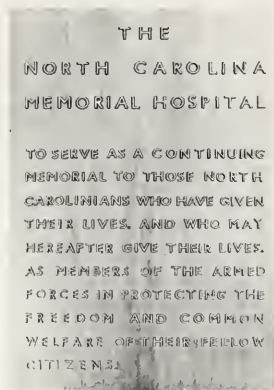 THE
NORTH CAROLINA
MEMORIAL HOSPITAL
TO SERVE AS A CONTINUING
MEMORIAL TO THOSE NORTH
CAROLINIANS WHO HAVE GIVEN
THEIR LIVES, AND WHO MAY
HEREAFTER GIVE THEIR LIVES,
AS MEMBERS OF THE ARMED
FORCES IN PROTECTING THE
FREEDOM AND COMMON
WELFARE OF THEIR FELLOW
CITIZENS.